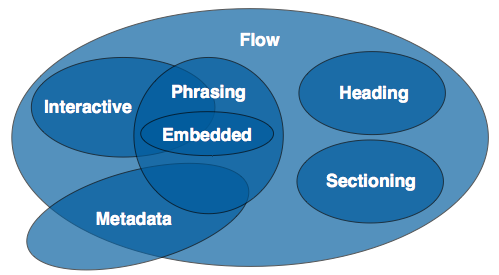 Flow
Phrasing
Interactive
Heading
Embedded
Sectioning
Metadata